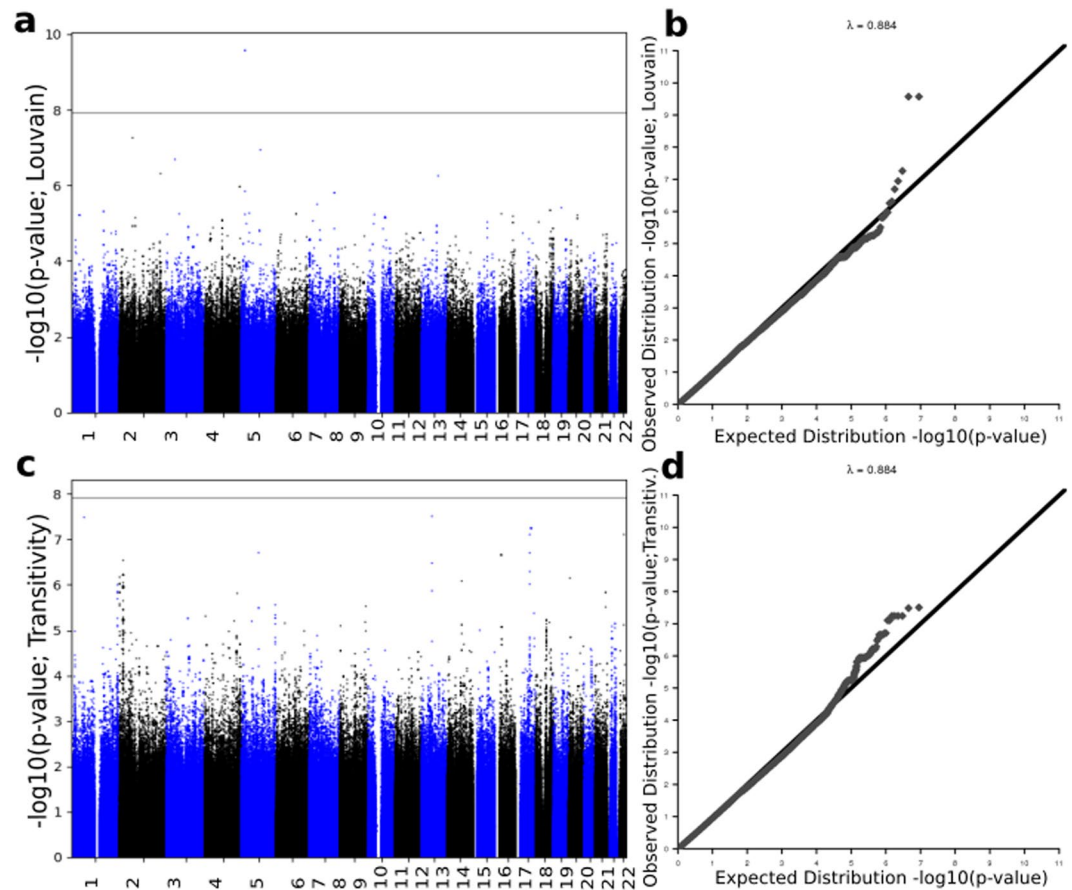 a
-log10(p-value; Louvain)
10
8
6
4
2
0
1 2 3 4 5 6 7 8 9 10 11 12 13 14 15 16 17 18 19 20 21 22
b
λ = 0.884
Observed Distribution -log10(p-value; Louvain)
11
10
9
8
7
6
5
4
3
2
1
0
0 1 2 3 4 5 6 7 8 9 10 11
Expected Distribution -log10(p-value)
c
-log10(p-value; Transitivity)
8
7
6
5
4
3
2
1
0
1 2 3 4 5 6 7 8 9 10 11 12 13 14 15 16 17 18 19 20 21 22
d
λ = 0.884
Observed Distribution -log10(p-value;Transitiv.)
11
10
9
8
7
6
5
4
3
2
1
0
0 1 2 3 4 5 6 7 8 9 10 11
Expected Distribution -log10(p-value)